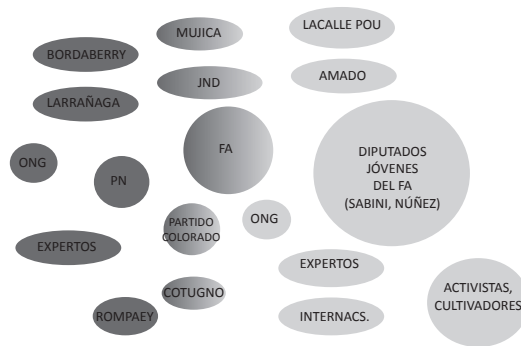 MUJICA
LACALLE POU
BORDABERRY
JND
AMADO
LARRAÑAGA
FA
DIPUTADOS
JÓVENES
DEL FA
(SABINI, NÚÑEZ)
ONG
PN
PARTIDO
COLORADO
ONG
EXPERTOS
EXPERTOS
COTUGNO
ACTIVISTAS,
CULTIVADORES
ROMPAEY
INTERNACS.